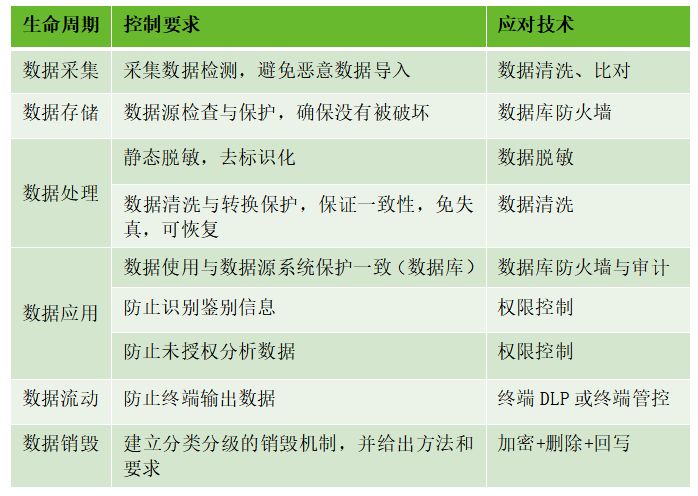 生命周期 控制要求 应对技术
数据采集 采集数据检测，避免恶意数据导入 数据清洗、比对
数据存储 数据源检查与保护，确保没有被破坏 数据库防火墙
数据处理 静态脱敏，去标识化 数据脱敏
数据清洗与转换保护，保证一致性，免失
真，可恢复
数据清洗
数据应用 数据使用与数据源系统保护一致（数据库） 数据库防火墙与审计
防止识别鉴别信息 权限控制
防止未授权分析数据 权限控制
数据流动 防止终端输出数据 终端 DLP 或终端管控
数据销毁 建立分类分级的销毁机制，并给出方法和
要求
加密+删除+回写